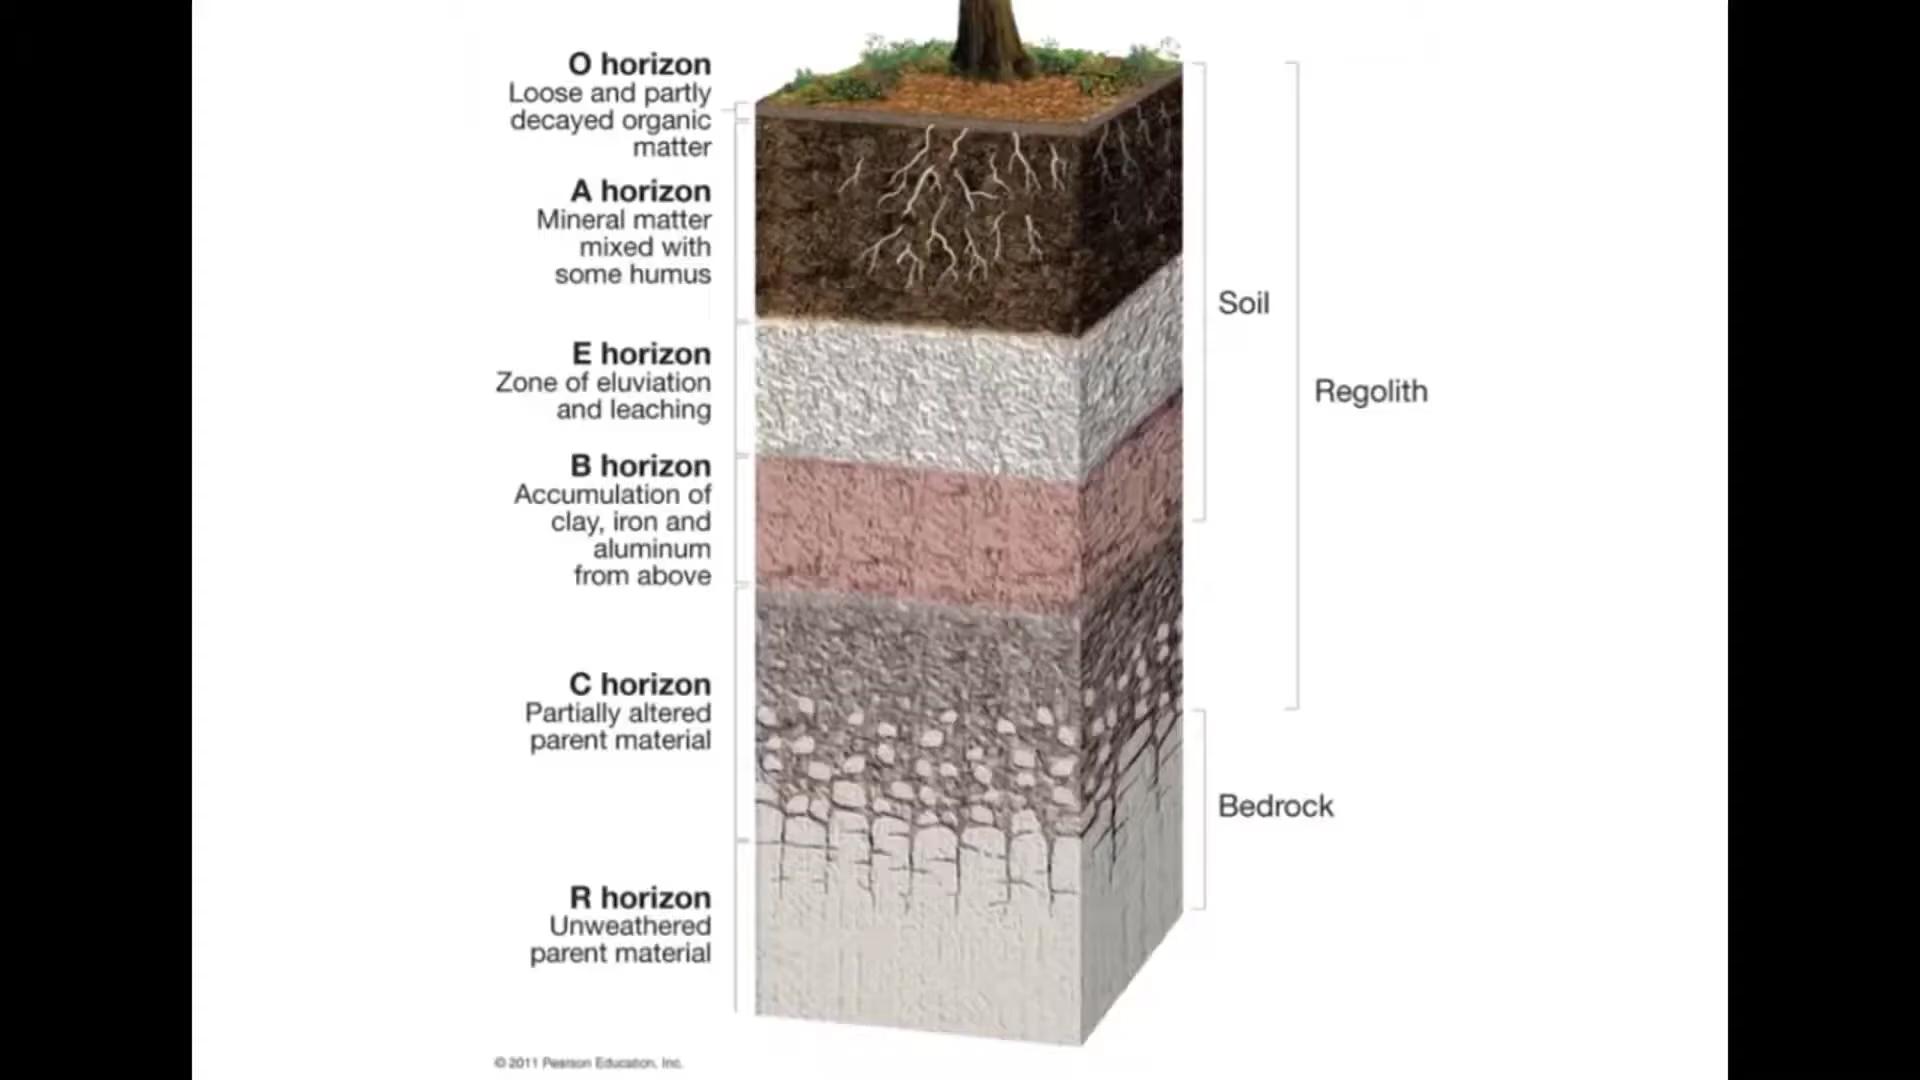 O horizon
Loose and partly
decayed organic
matter
A horizon
Mineral matter
mixed with
some humus
E horizon
Zone of eluviation
and leaching
B horizon
Accumulation of
clay, iron and
aluminum
from above
C horizon
Partially altered
parent material
R horizon
Unweathered
parent material
Soil
Regolith
Bedrock
© 2011 Pearson Education, Inc.